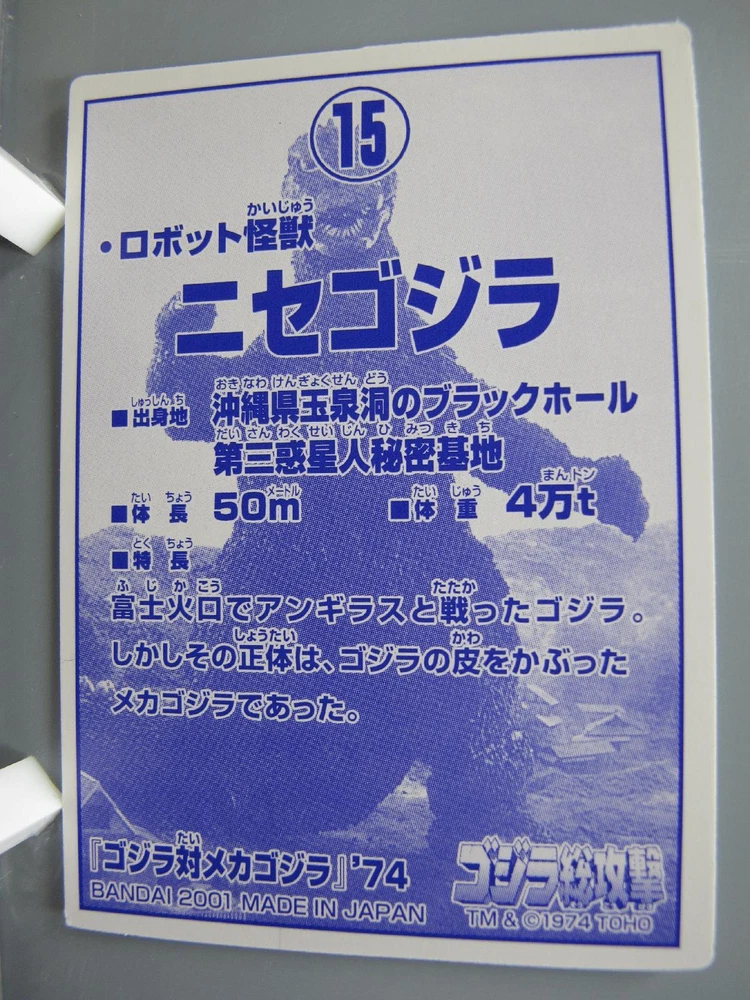 15
かいじゅう
・ロボット怪獣
ニセゴジラ
しゅっしんち おきなわけんぎょくせんどう
■出身地 沖縄県玉泉洞のブラックホール
だいさんわくせいじんひみつきち
第三惑星人秘密基地
たいちょう メートル たいじゅう まんトン
■体長 50m ■体重 4万t
とくちょう
■特長
ふじかこう たたか
富士火口でアンギラスと戦ったゴジラ。
しょうたい かわ
しかしその正体は、ゴジラの皮をかぶった
メカゴジラであった。
たい
『ゴジラ対メカゴジラ』'74
ゴジラ総攻撃
BANDAI 2001 MADE IN JAPAN
TM & ©1974 TOHO